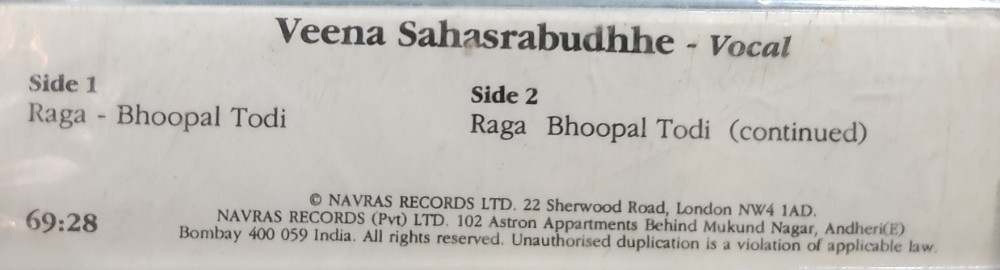 Veena Sahasrabudhhe - Vocal
Side 1
Raga - Bhoopal Todi
Side 2
Raga Bhoopal Todi (continued)
69:28
© NAVRAS RECORDS LTD. 22 Sherwood Road, London NW4 1AD.
NAVRAS RECORDS (Pvt) LTD. 102 Astron Appartments Behind Mukund Nagar, Andheri(E)
Bombay 400 059 India. All rights reserved. Unauthorised duplication is a violation of applicable law.